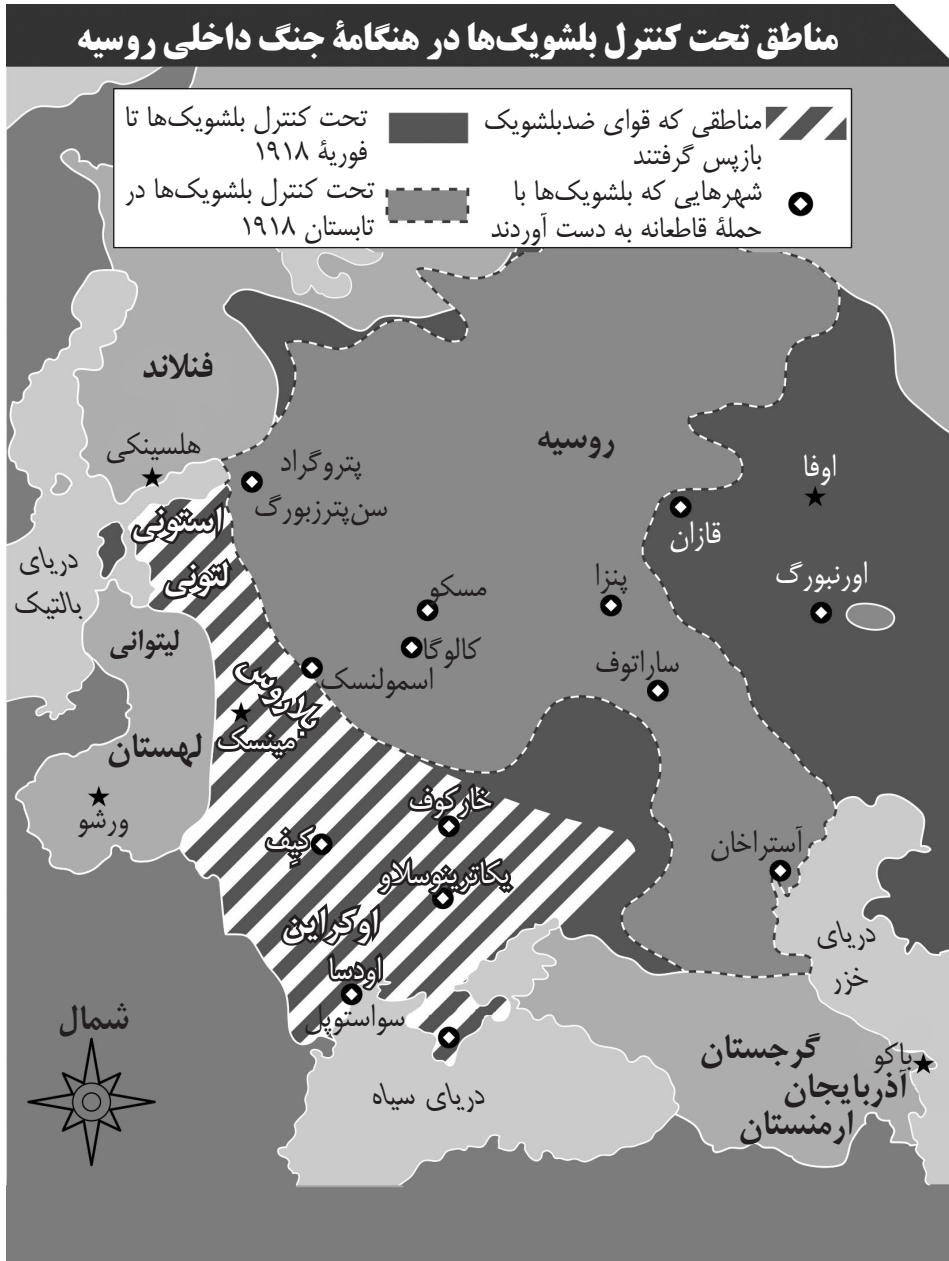 مناطق تحت کنترل بلشویک‌ها در هنگامهٔ جنگ داخلی روسیه
مناطقی که قوای ضدبلشویک
بازپس گرفتند
شهرهایی که بلشویک‌ها با
حملهٔ قاطعانه به دست آوردند
تحت کنترل بلشویک‌ها تا
فوریهٔ ۱۹۱۸
تحت کنترل بلشویک‌ها در
تابستان ۱۹۱۸
فنلاند
هلسینکی
پتروگراد
سن‌پترزبورگ
روسیه
اوفا
قازان
اورنبورگ
استونی
لتونی
دریای
بالتیک
لیتوانی
مسکو
کالوگا
پنزا
ساراتوف
اسمولنسک
بلاروس
مینسک
لهستان
ورشو
خارکوف
کیِف
یکاترینوسلاو
اوکراین
اودسا
سواستوپل
آستراخان
دریای
خزر
شمال
دریای سیاه
گرجستان
باکو
آذربایجان
ارمنستان